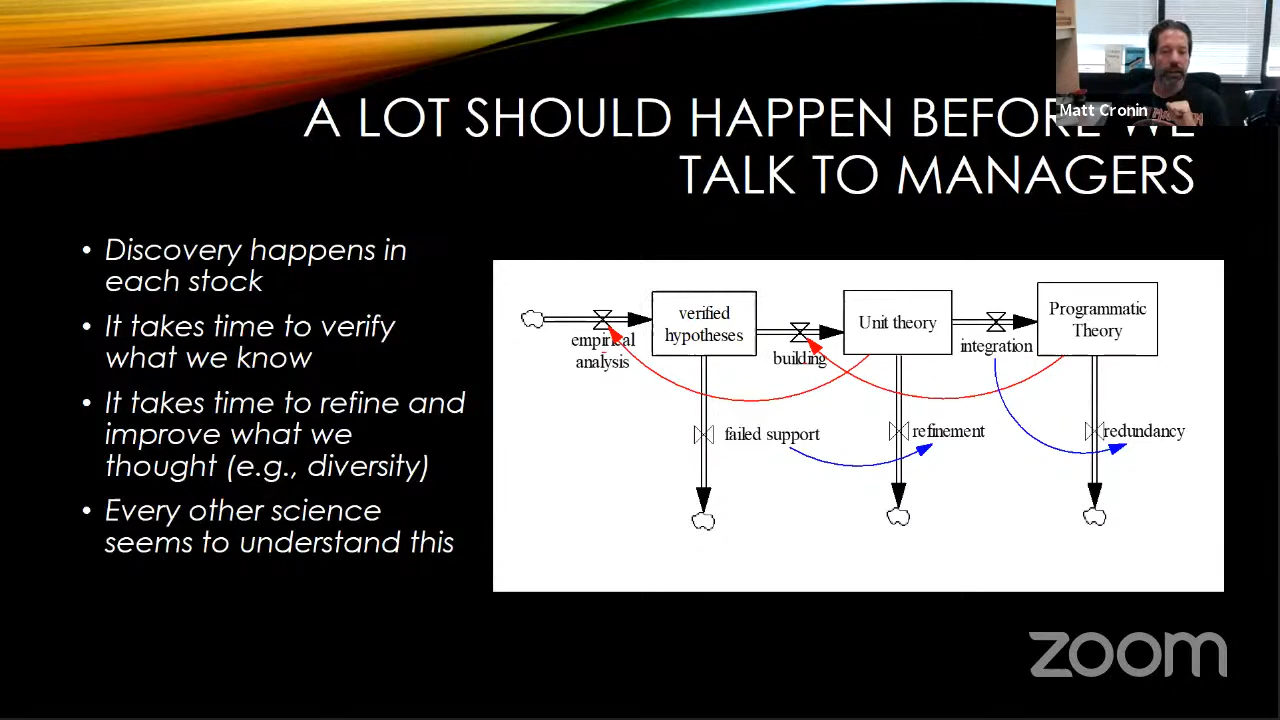 A LOT SHOULD HAPPEN BEFORE WE
TALK TO MANAGERS
Matt Cronin
• Discovery happens in
each stock
• It takes time to verify
what we know
• It takes time to refine and
improve what we
thought (e.g., diversity)
• Every other science
seems to understand this
verified
hypotheses
Unit theory
Programmatic
Theory
empirical
analysis
building
integration
failed support
refinement
redundancy
zoom